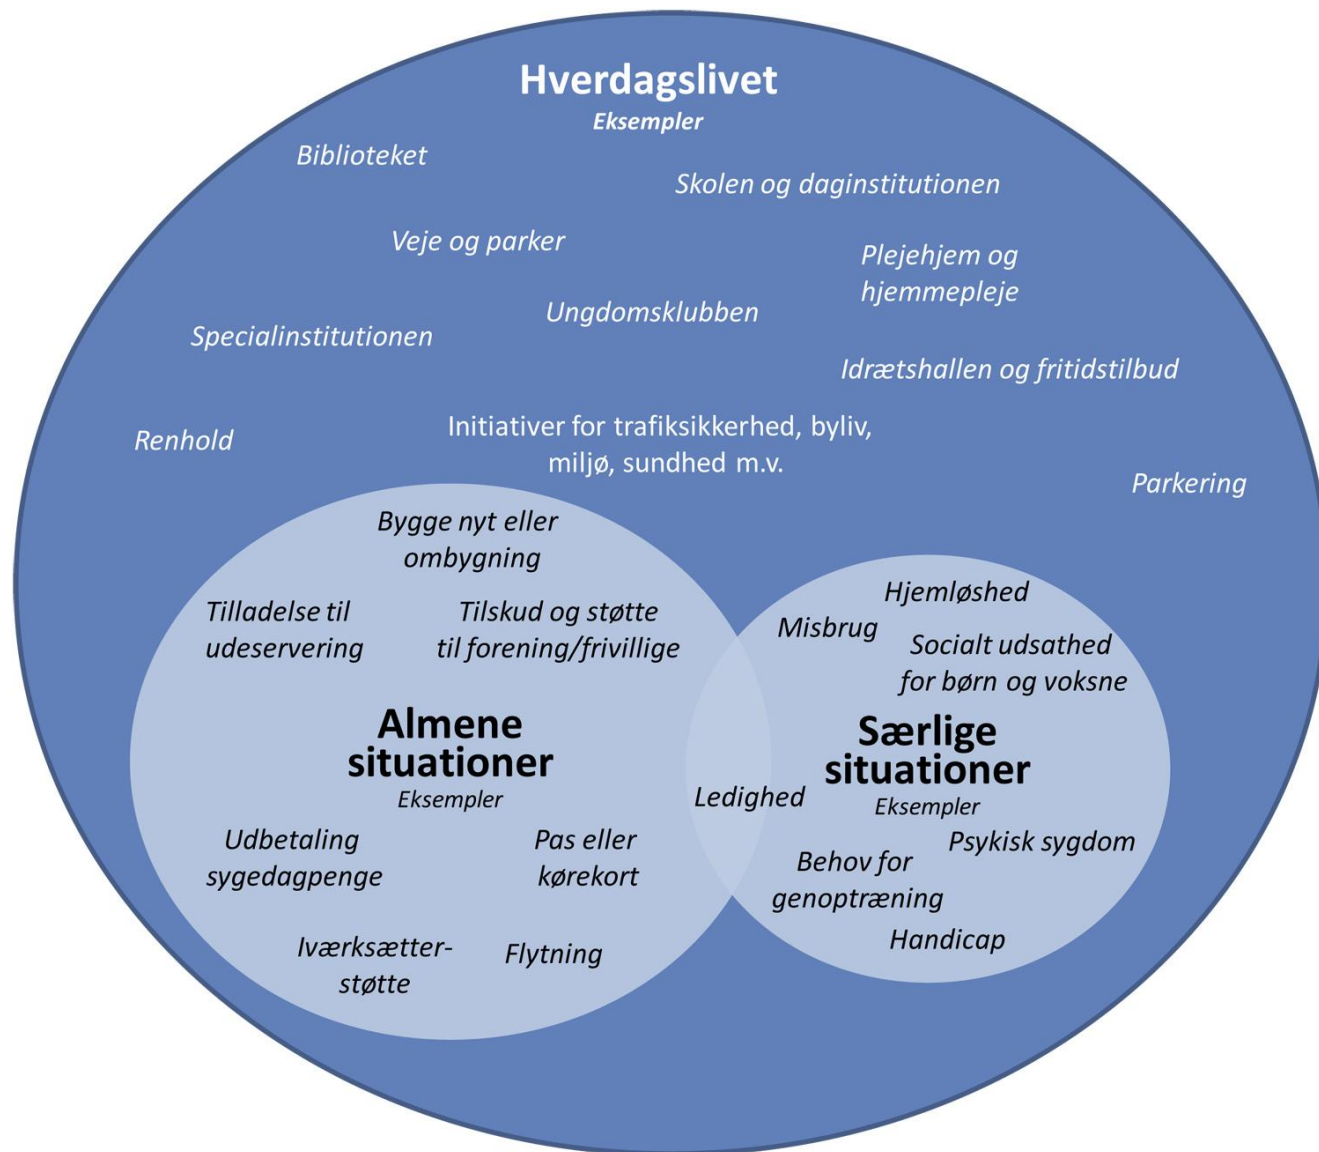 Hverdagslivet
Eksempler
Biblioteket
Skolen og daginstitutionen
Veje og parker
Plejehjem og
hjemmepleje
Ungdomsklubben
Specialinstitutionen
Idrætshallen og fritidstilbud
Renhold
Initiativer for trafiksikkerhed, byliv,
miljø, sundhed m.v.
Parkering
Bygge nyt eller
ombygning
Tilladelse til
udeservering
Tilskud og støtte
til forening/frivillige
Almene
situationer
Eksempler
Udbetaling
sygedagpenge
Pas eller
kørekort
Iværksætter-
støtte
Flytning
Hjemløshed
Misbrug
Socialt udsathed
for børn og voksne
Særlige
situationer
Eksempler
Ledighed
Psykisk sygdom
Behov for
genoptræning
Handicap